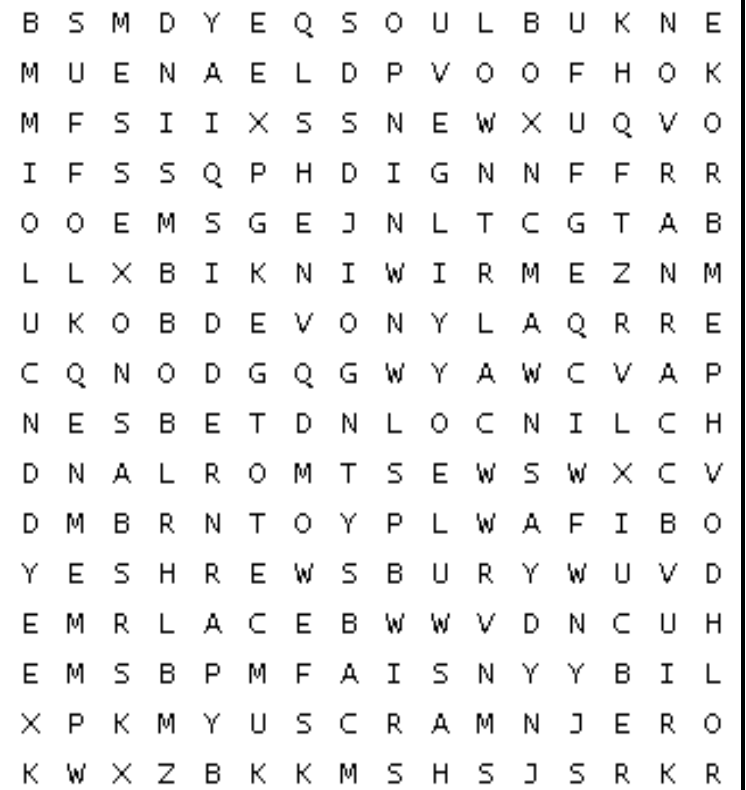 B S M D Y E Q S O U L B U K N E
M U E N A E L D P V O O F H O K
M F S I I X S S N E W X U Q V O
I F S S Q P H D I G N N F F R R
O O E M S G E J N L T C G T A B
L L X B I K N I W I R M E Z N M
U K O B D E V O N Y L A Q R R E
C Q N O D G Q G W Y A W C V A P
N E S B E T D N L O C N I L C H
D N A L R O M T S E W S W X C V
D M B R N T O Y P L W A F I B O
Y E S H R E W S B U R Y W U V D
E M R L A C E B W W V D N C U H
E M S B P M F A I S N Y Y B I L
X P K M Y U S C R A M N J E R O
K W X Z B K K M S H S J S R K R